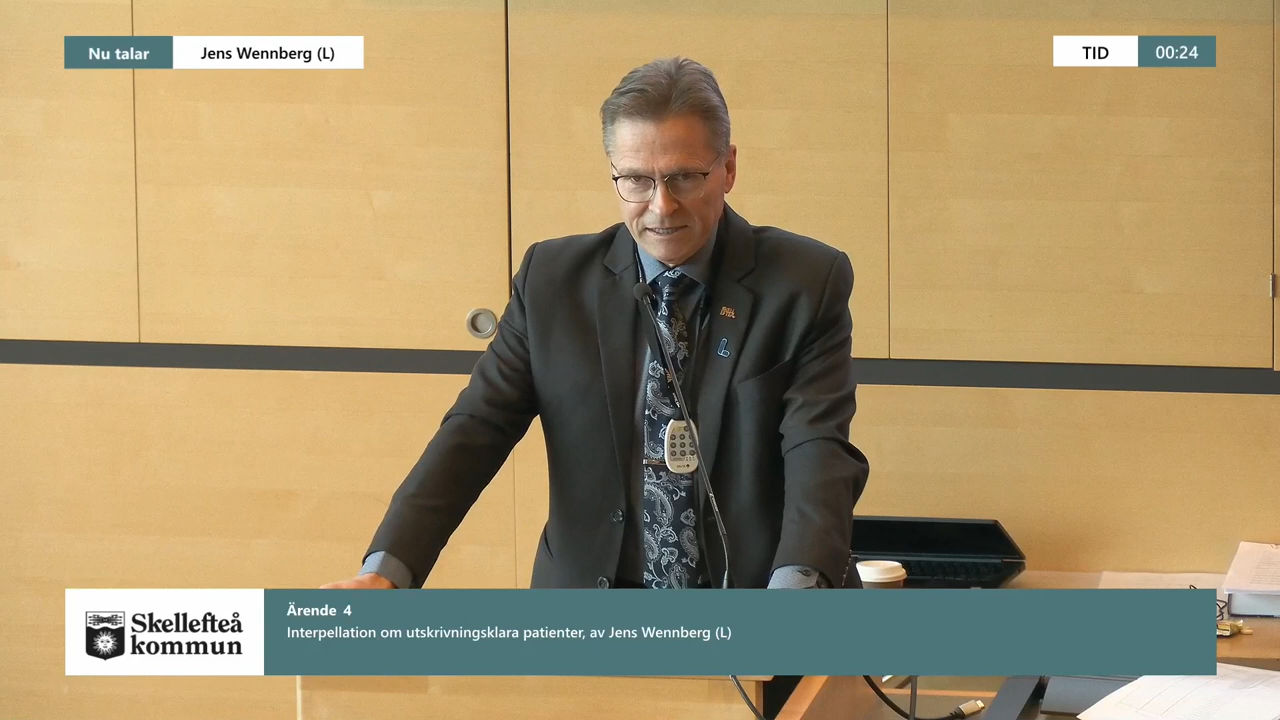 Nu talar
Jens Wennberg (L)
TID
00:24
Skellefteå
kommun
Ärende 4
Interpellation om utskrivningsklara patienter, av Jens Wennberg (L)